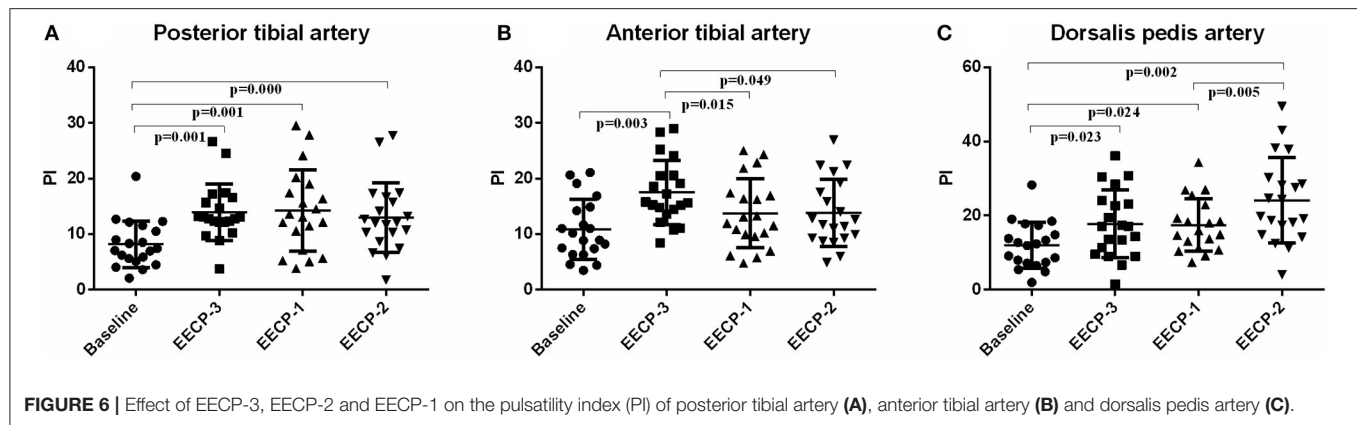 A Posterior tibial artery
40
30
20
10
0
PI
p=0.000
p=0.001
p=0.001
Baseline
EECP-3
EECP-1
EECP-2
B Anterior tibial artery
40
30
20
10
0
PI
p=0.049
p=0.015
p=0.003
Baseline
EECP-3
EECP-1
EECP-2
C Dorsalis pedis artery
60
40
20
0
PI
p=0.002
p=0.005
p=0.024
p=0.023
Baseline
EECP-3
EECP-1
EECP-2
FIGURE 6 | Effect of EECP-3, EECP-2 and EECP-1 on the pulsatility index (PI) of posterior tibial artery (A), anterior tibial artery (B) and dorsalis pedis artery (C).